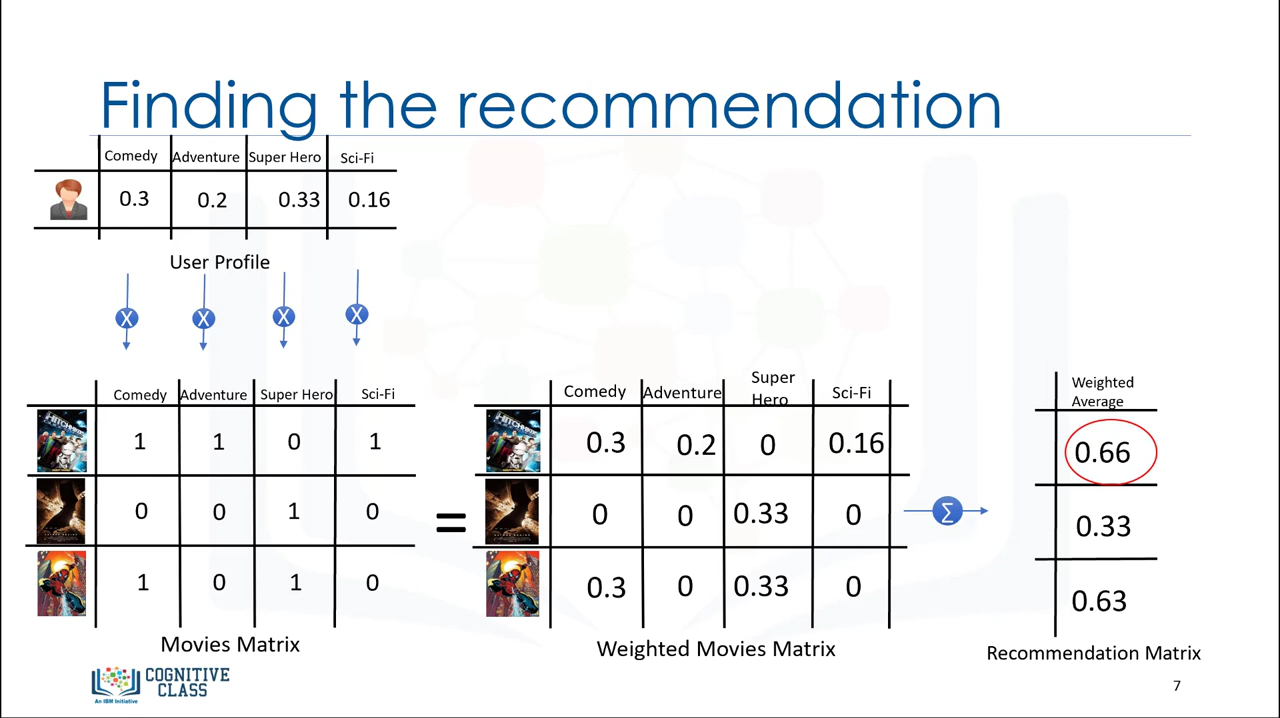 Finding the recommendation
Comedy Adventure Super Hero Sci-Fi
0.3 0.2 0.33 0.16
User Profile
X X X X
Comedy Adventure Super Hero Sci-Fi
1 1 0 1
0 0 1 0
1 0 1 0
Movies Matrix
=
Comedy Adventure Super Hero Sci-Fi
0.3 0.2 0 0.16
0 0 0.33 0
0.3 0 0.33 0
Weighted Movies Matrix
Σ
Weighted
Average
0.66
0.33
0.63
Recommendation Matrix
COGNITIVE
CLASS
An IBM Initiative
7